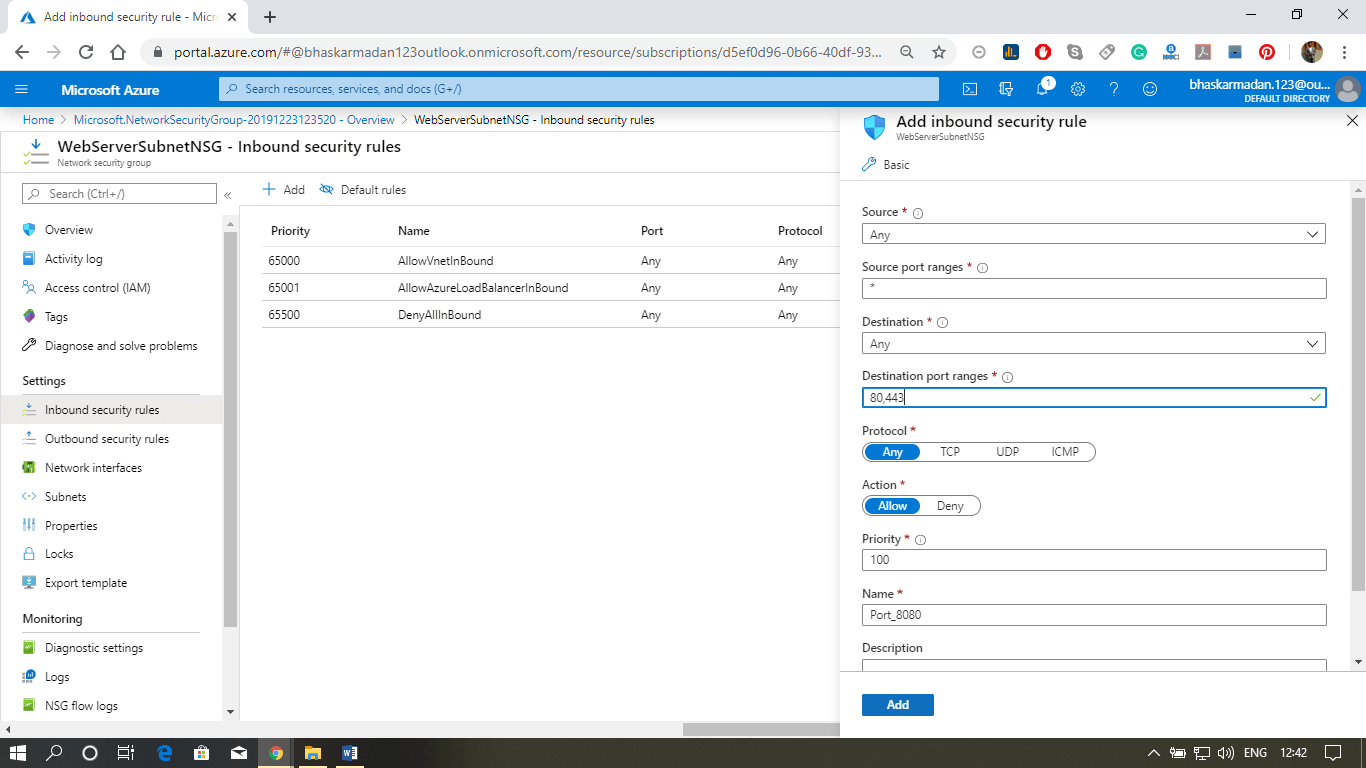 Add inbound security rule - Micr
portal.azure.com/#@bhaskarmadan123outlook.onmicrosoft.com/resource/subscriptions/d5ef0d96-0b66-40df-93...
Microsoft Azure
Search resources, services, and docs (G+/)
1
bhaskarmadan.123@ou...
DEFAULT DIRECTORY
Home > Microsoft.NetworkSecurityGroup-20191223123520 - Overview > WebServerSubnetNSG - Inbound security rules
WebServerSubnetNSG - Inbound security rules
Network security group
Search (Ctrl+/)
«
Overview
Activity log
Access control (IAM)
Tags
Diagnose and solve problems
Settings
Inbound security rules
Outbound security rules
Network interfaces
Subnets
Properties
Locks
Export template
Monitoring
Diagnostic settings
Logs
NSG flow logs
Add Default rules
Priority Name Port Protocol
65000 AllowVnetInBound Any Any
65001 AllowAzureLoadBalancerInBound Any Any
65500 DenyAllInBound Any Any
Add inbound security rule
WebServerSubnetNSG
Basic
Source *
Any
Source port ranges *
*
Destination *
Any
Destination port ranges *
80,443
Protocol *
Any TCP UDP ICMP
Action *
Allow Deny
Priority *
100
Name *
Port_8080
Description
Add
ENG 12:42